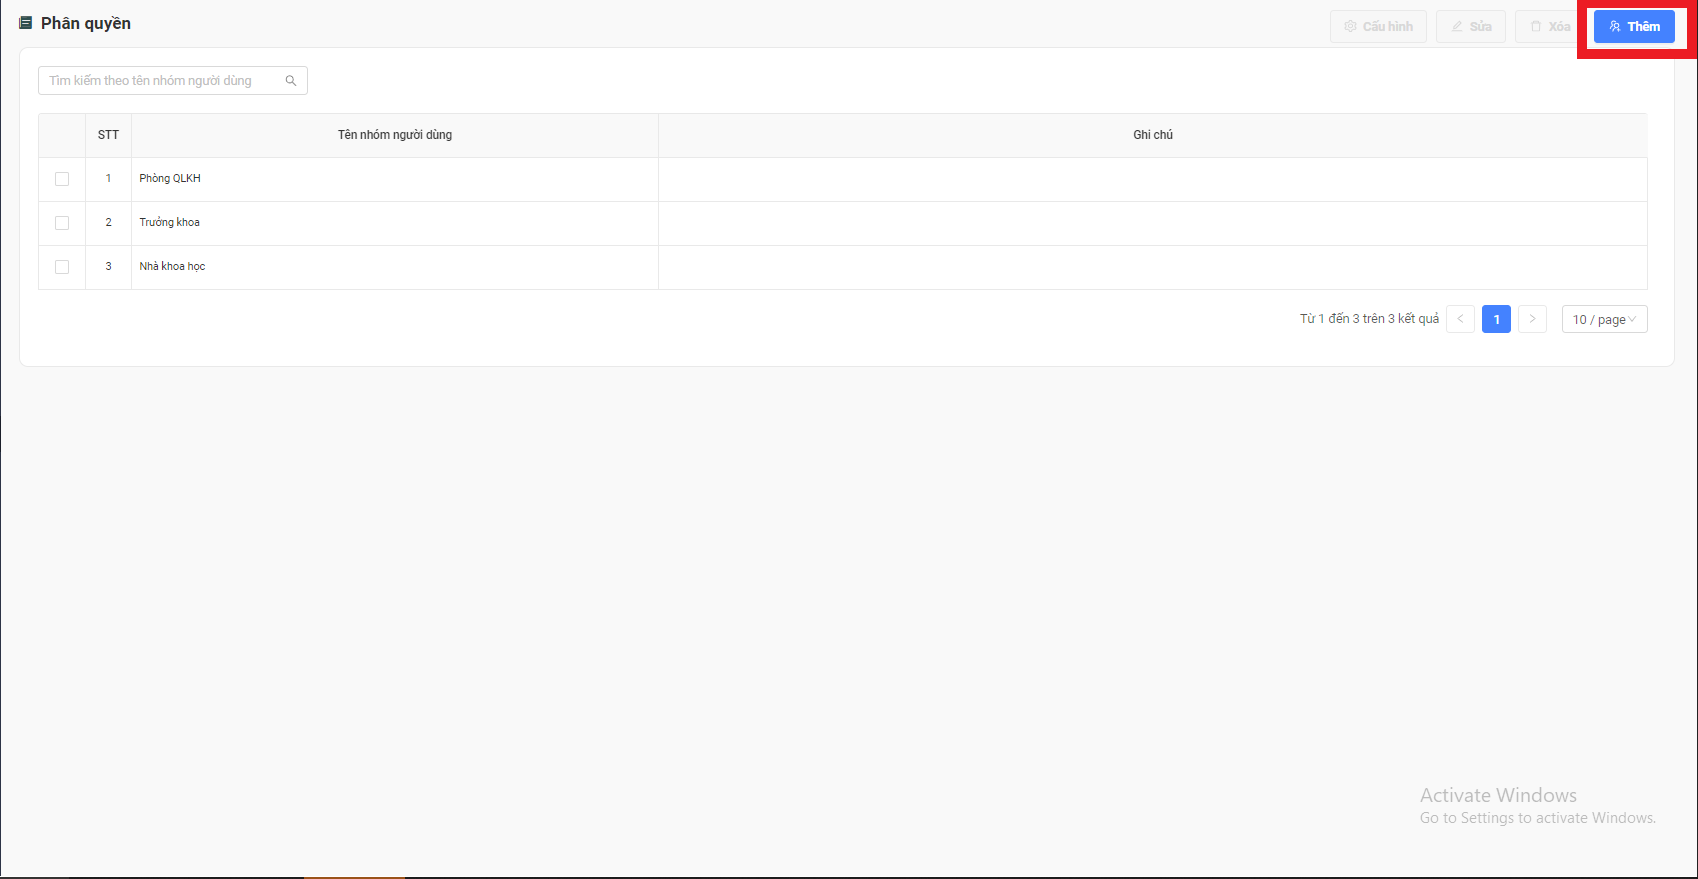 Phân quyền
Cấu hình
Sửa
Xóa
Thêm
Tìm kiếm theo tên nhóm người dùng
STT Tên nhóm người dùng Ghi chú
1 Phòng QLKH
2 Trưởng khoa
3 Nhà khoa học
Từ 1 đến 3 trên 3 kết quả < 1 > 10 / page
Activate Windows
Go to Settings to activate Windows.